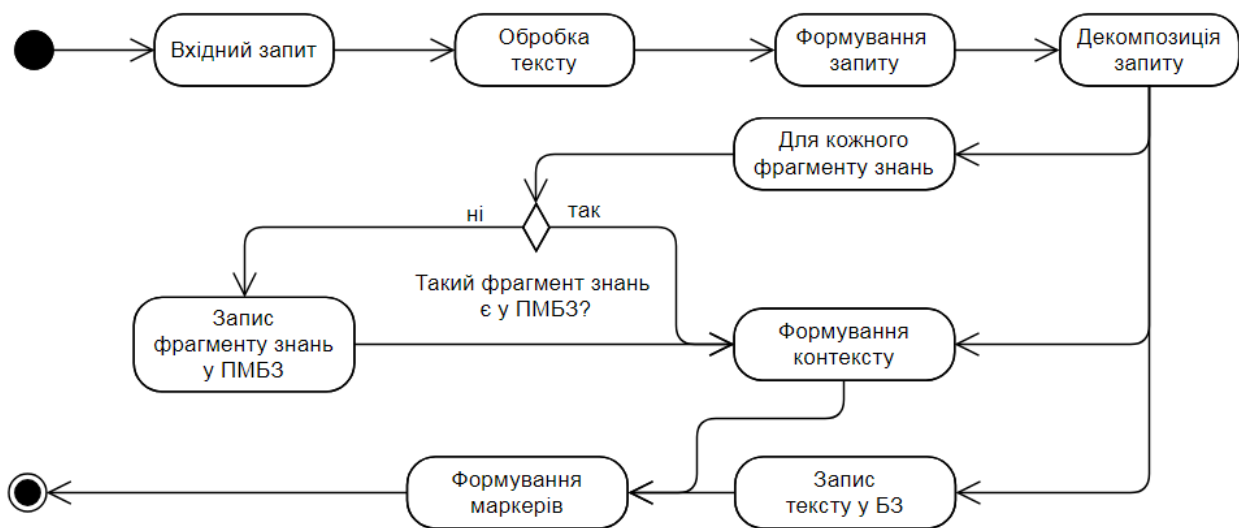 Вхідний запит
Обробка
тексту
Формування
запиту
Декомпозиція
запиту
Для кожного
фрагменту знань
ні
так
Такий фрагмент знань
є у ПМБЗ?
Запис
фрагменту знань
у ПМБЗ
Формування
контексту
Формування
маркерів
Запис
тексту у БЗ